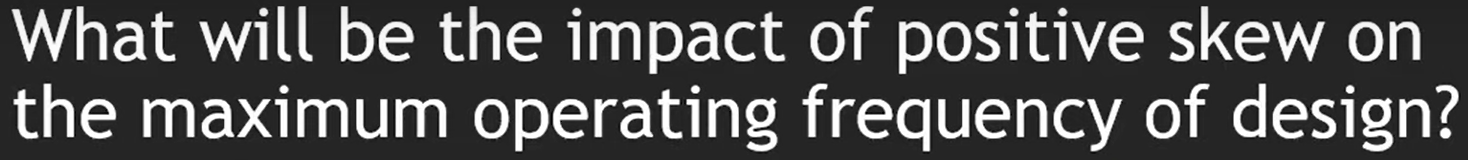 What will be the impact of positive skew on
the maximum operating frequency of design?